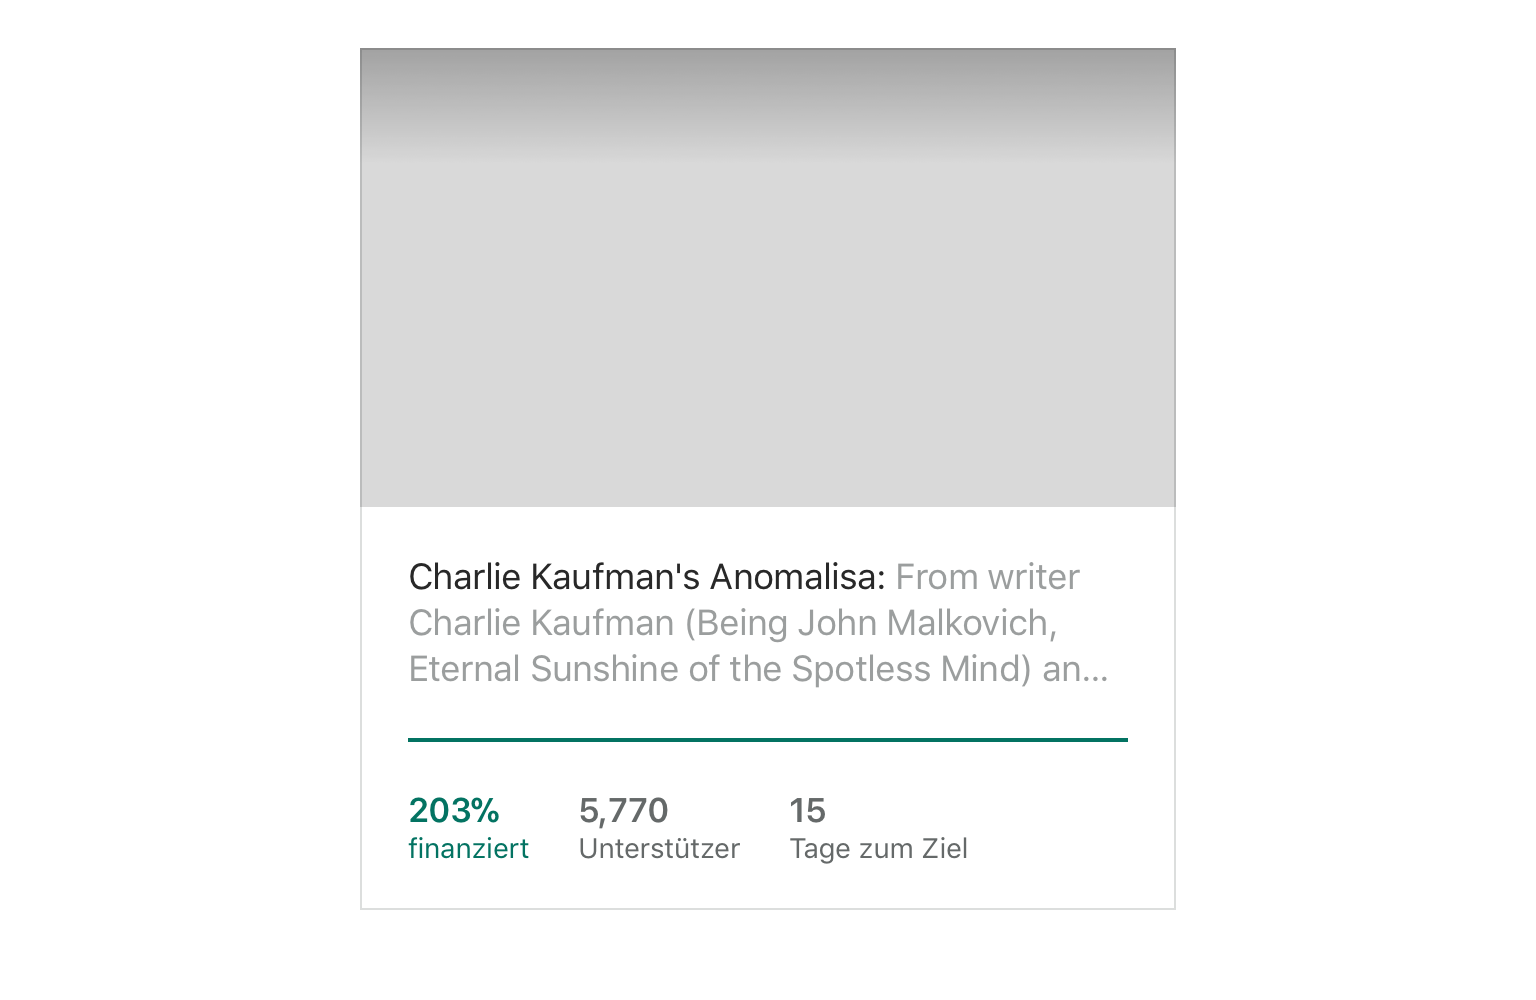 Charlie Kaufman's Anomalisa: From writer
Charlie Kaufman (Being John Malkovich,
Eternal Sunshine of the Spotless Mind) an...
203% 5,770 15
finanziert Unterstützer Tage zum Ziel